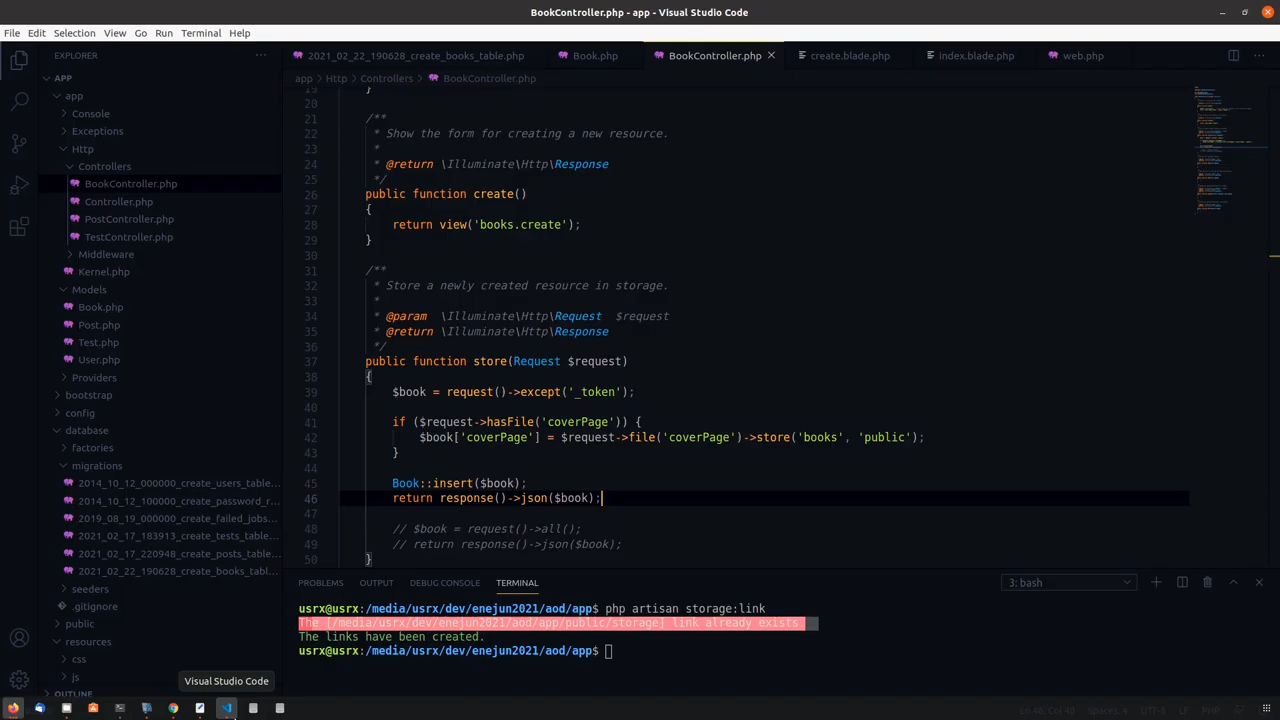 BookController.php - app - Visual Studio Code
File Edit Selection View Go Run Terminal Help
EXPLORER
APP
app
Console
Exceptions
Http
Controllers
BookController.php
Controller.php
PostController.php
TestController.php
Middleware
Kernel.php
Models
Book.php
Post.php
Test.php
User.php
Providers
bootstrap
config
database
factories
migrations
2014_10_12_000000_create_users_table...
2014_10_12_100000_create_password_r...
2019_08_19_000000_create_failed_jobs...
2021_02_17_183913_create_tests_table...
2021_02_17_220948_create_posts_table...
2021_02_22_190628_create_books_tabl...
seeders
.gitignore
public
resources
css
js
OUTLINE
2021_02_22_190628_create_books_table.php Book.php BookController.php create.blade.php index.blade.php web.php
app > Http > Controllers > BookController.php
19 }
20
21 /**
22 * Show the form for creating a new resource.
23 *
24 * @return \Illuminate\Http\Response
25 */
26 public function create()
27 {
28 return view('books.create');
29 }
30
31 /**
32 * Store a newly created resource in storage.
33 *
34 * @param \Illuminate\Http\Request $request
35 * @return \Illuminate\Http\Response
36 */
37 public function store(Request $request)
38 {
39 $book = request()->except('_token');
40
41 if ($request->hasFile('coverPage')) {
42 $book['coverPage'] = $request->file('coverPage')->store('books', 'public');
43 }
44
45 Book::insert($book);
46 return response()->json($book);
47
48 // $book = request()->all();
49 // return response()->json($book);
50 }
PROBLEMS OUTPUT DEBUG CONSOLE TERMINAL 3: bash
usrx@usrx:/media/usrx/dev/enejun2021/aod/app$ php artisan storage:link
The [/media/usrx/dev/enejun2021/aod/app/public/storage] link already exists
The links have been created.
usrx@usrx:/media/usrx/dev/enejun2021/aod/app$
Visual Studio Code
Ln 46, Col 40 Spaces: 4 UTF-8 LF PHP